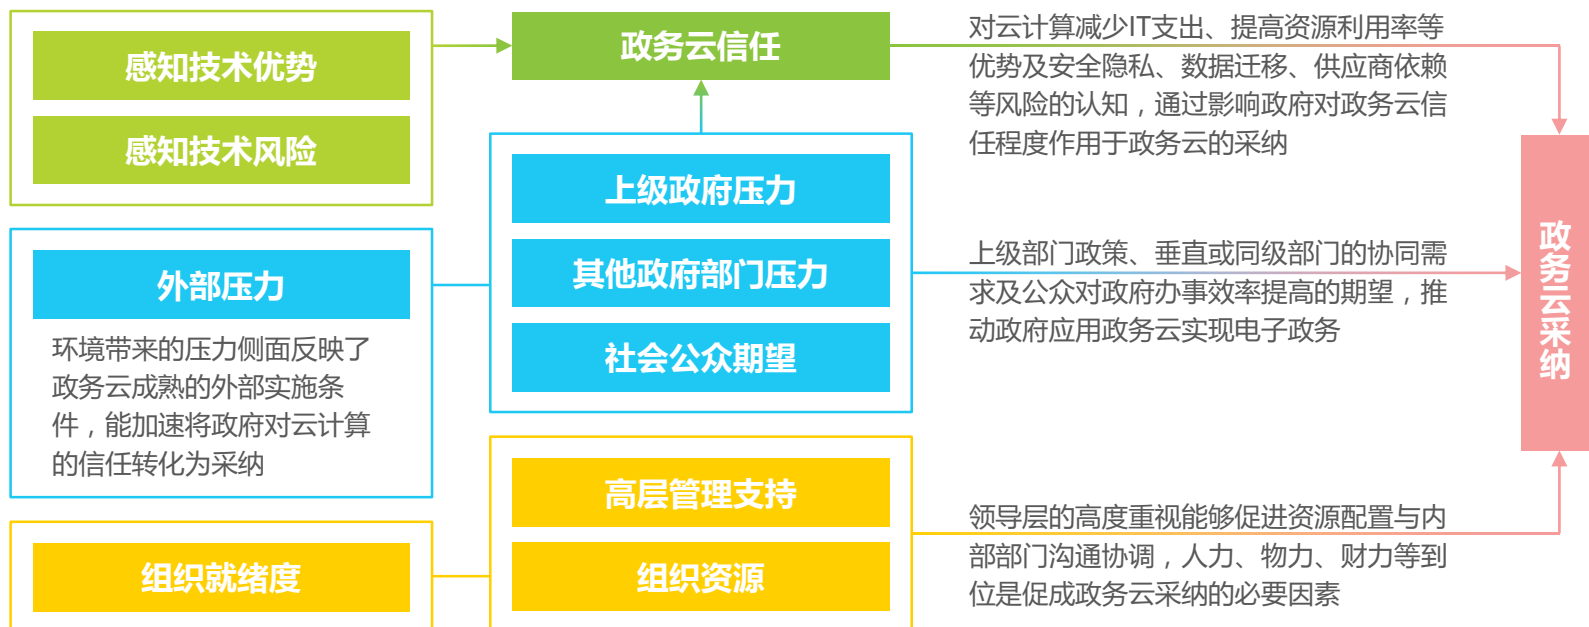 感知技术优势
感知技术风险
政务云信任
对云计算减少IT支出、提高资源利用率等
优势及安全隐私、数据迁移、供应商依赖
等风险的认知，通过影响政府对政务云信
任程度作用于政务云的采纳
外部压力
环境带来的压力侧面反映了
政务云成熟的外部实施条
件，能加速将政府对云计算
的信任转化为采纳
上级政府压力
其他政府部门压力
社会公众期望
上级部门政策、垂直或同级部门的协同需
求及公众对政府办事效率提高的期望，推
动政府应用政务云实现电子政务
政务云采纳
组织就绪度
高层管理支持
组织资源
领导层的高度重视能够促进资源配置与内
部部门沟通协调，人力、物力、财力等到
位是促成政务云采纳的必要因素